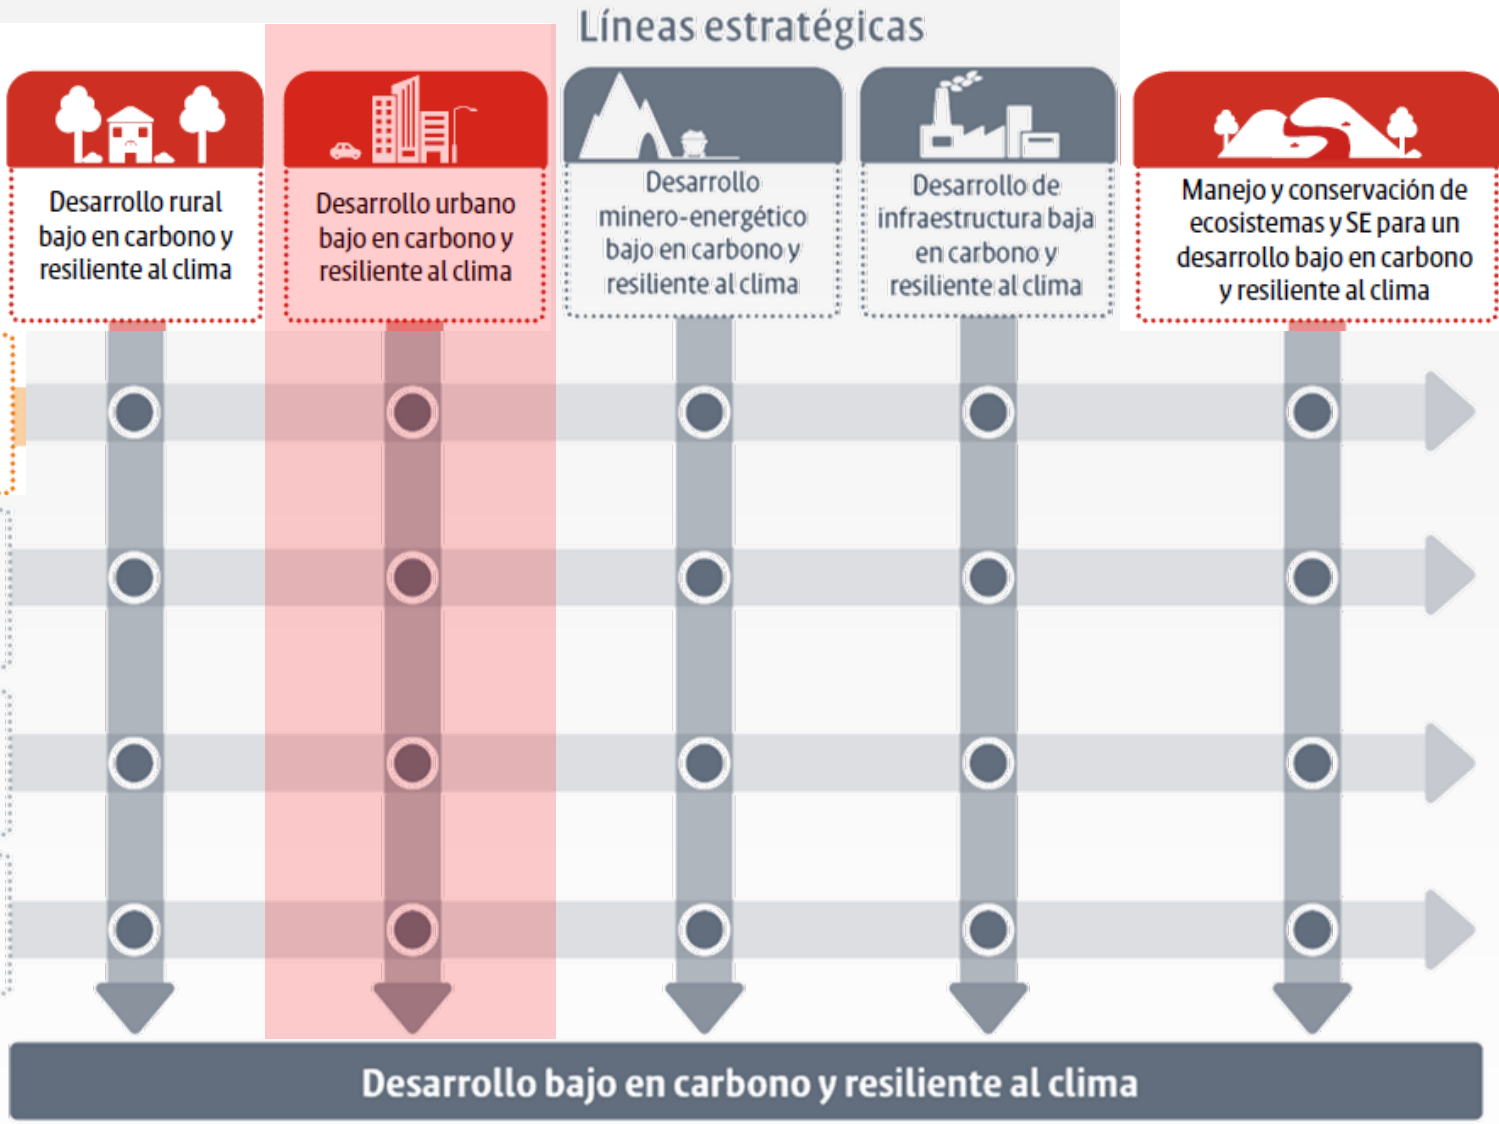 Líneas estratégicas
Desarrollo rural
bajo en carbono y
resiliente al clima
Desarrollo urbano
bajo en carbono y
resiliente al clima
Desarrollo
minero-energético
bajo en carbono y
resiliente al clima
Desarrollo de
infraestructura baja
en carbono y
resiliente al clima
Manejo y conservación de
ecosistemas y SE para un
desarrollo bajo en carbono
y resiliente al clima
Desarrollo bajo en carbono y resiliente al clima